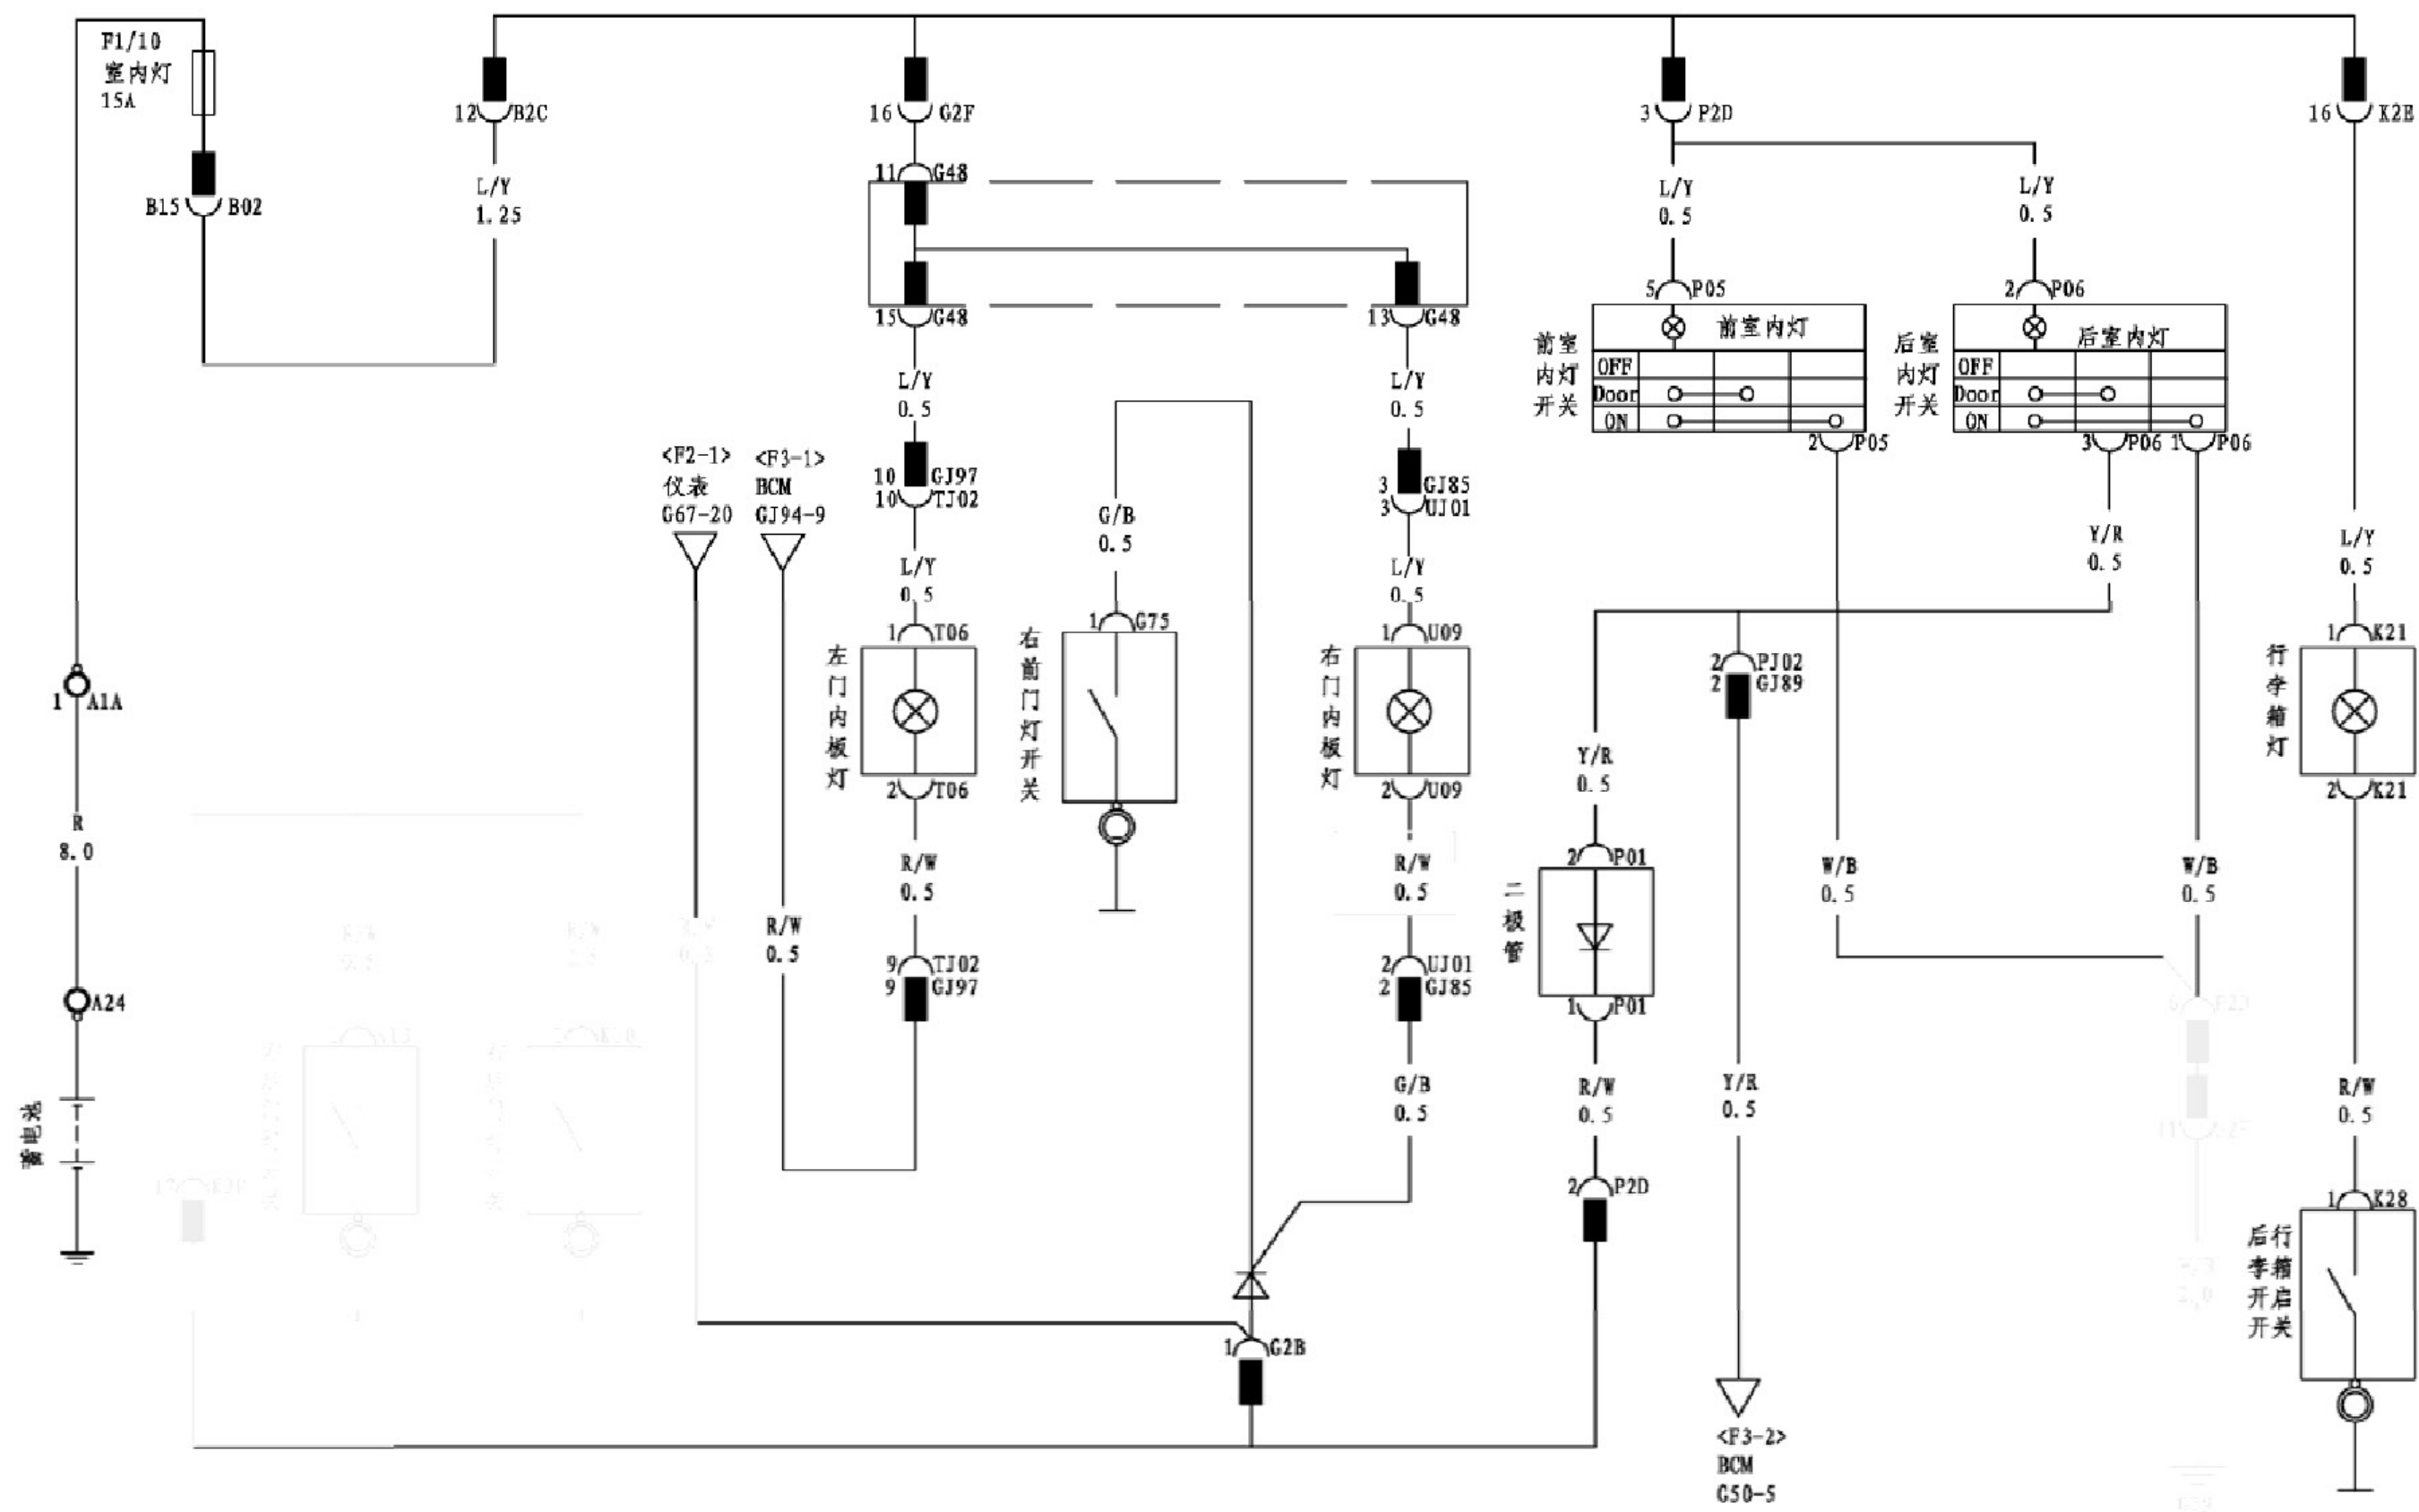 F1/10
室内灯
15A
B15 B02
12 B2C
L/Y
1.25
16 G2F
11 G48
15 G48
13 G48
3 P2D
16 K2E
L/Y
0.5
L/Y
0.5
5 P05
2 P06
前室内灯开关
前室内灯
OFF
Door
ON
2 P05
后室内灯开关
后室内灯
OFF
Door
ON
3 P06
1 P06
L/Y
0.5
L/Y
0.5
<F2-1>
仪表
G67-20
<F3-1>
BCM
GJ94-9
10 GJ97
10 TJ02
3 GJ85
3 UJ01
G/B
0.5
Y/R
0.5
L/Y
0.5
L/Y
0.5
L/Y
0.5
1 T06
左门内板灯
2 T06
1 G75
右前门灯开关
1 U09
右门内板灯
2 U09
2 PJ02
2 GJ89
1 K21
行李箱灯
2 K21
1 A1A
R
8.0
A24
蓄电池
Y/R
0.5
R/W
0.5
R/W
0.5
R/W
0.5
2 P01
二极管
1 P01
W/B
0.5
W/B
0.5
9 TJ02
9 GJ97
2 UJ01
2 GJ85
G/B
0.5
R/W
0.5
Y/R
0.5
R/W
0.5
2 P2D
1 K28
后行李箱开启开关
1 G2B
<F3-2>
BCM
G50-5